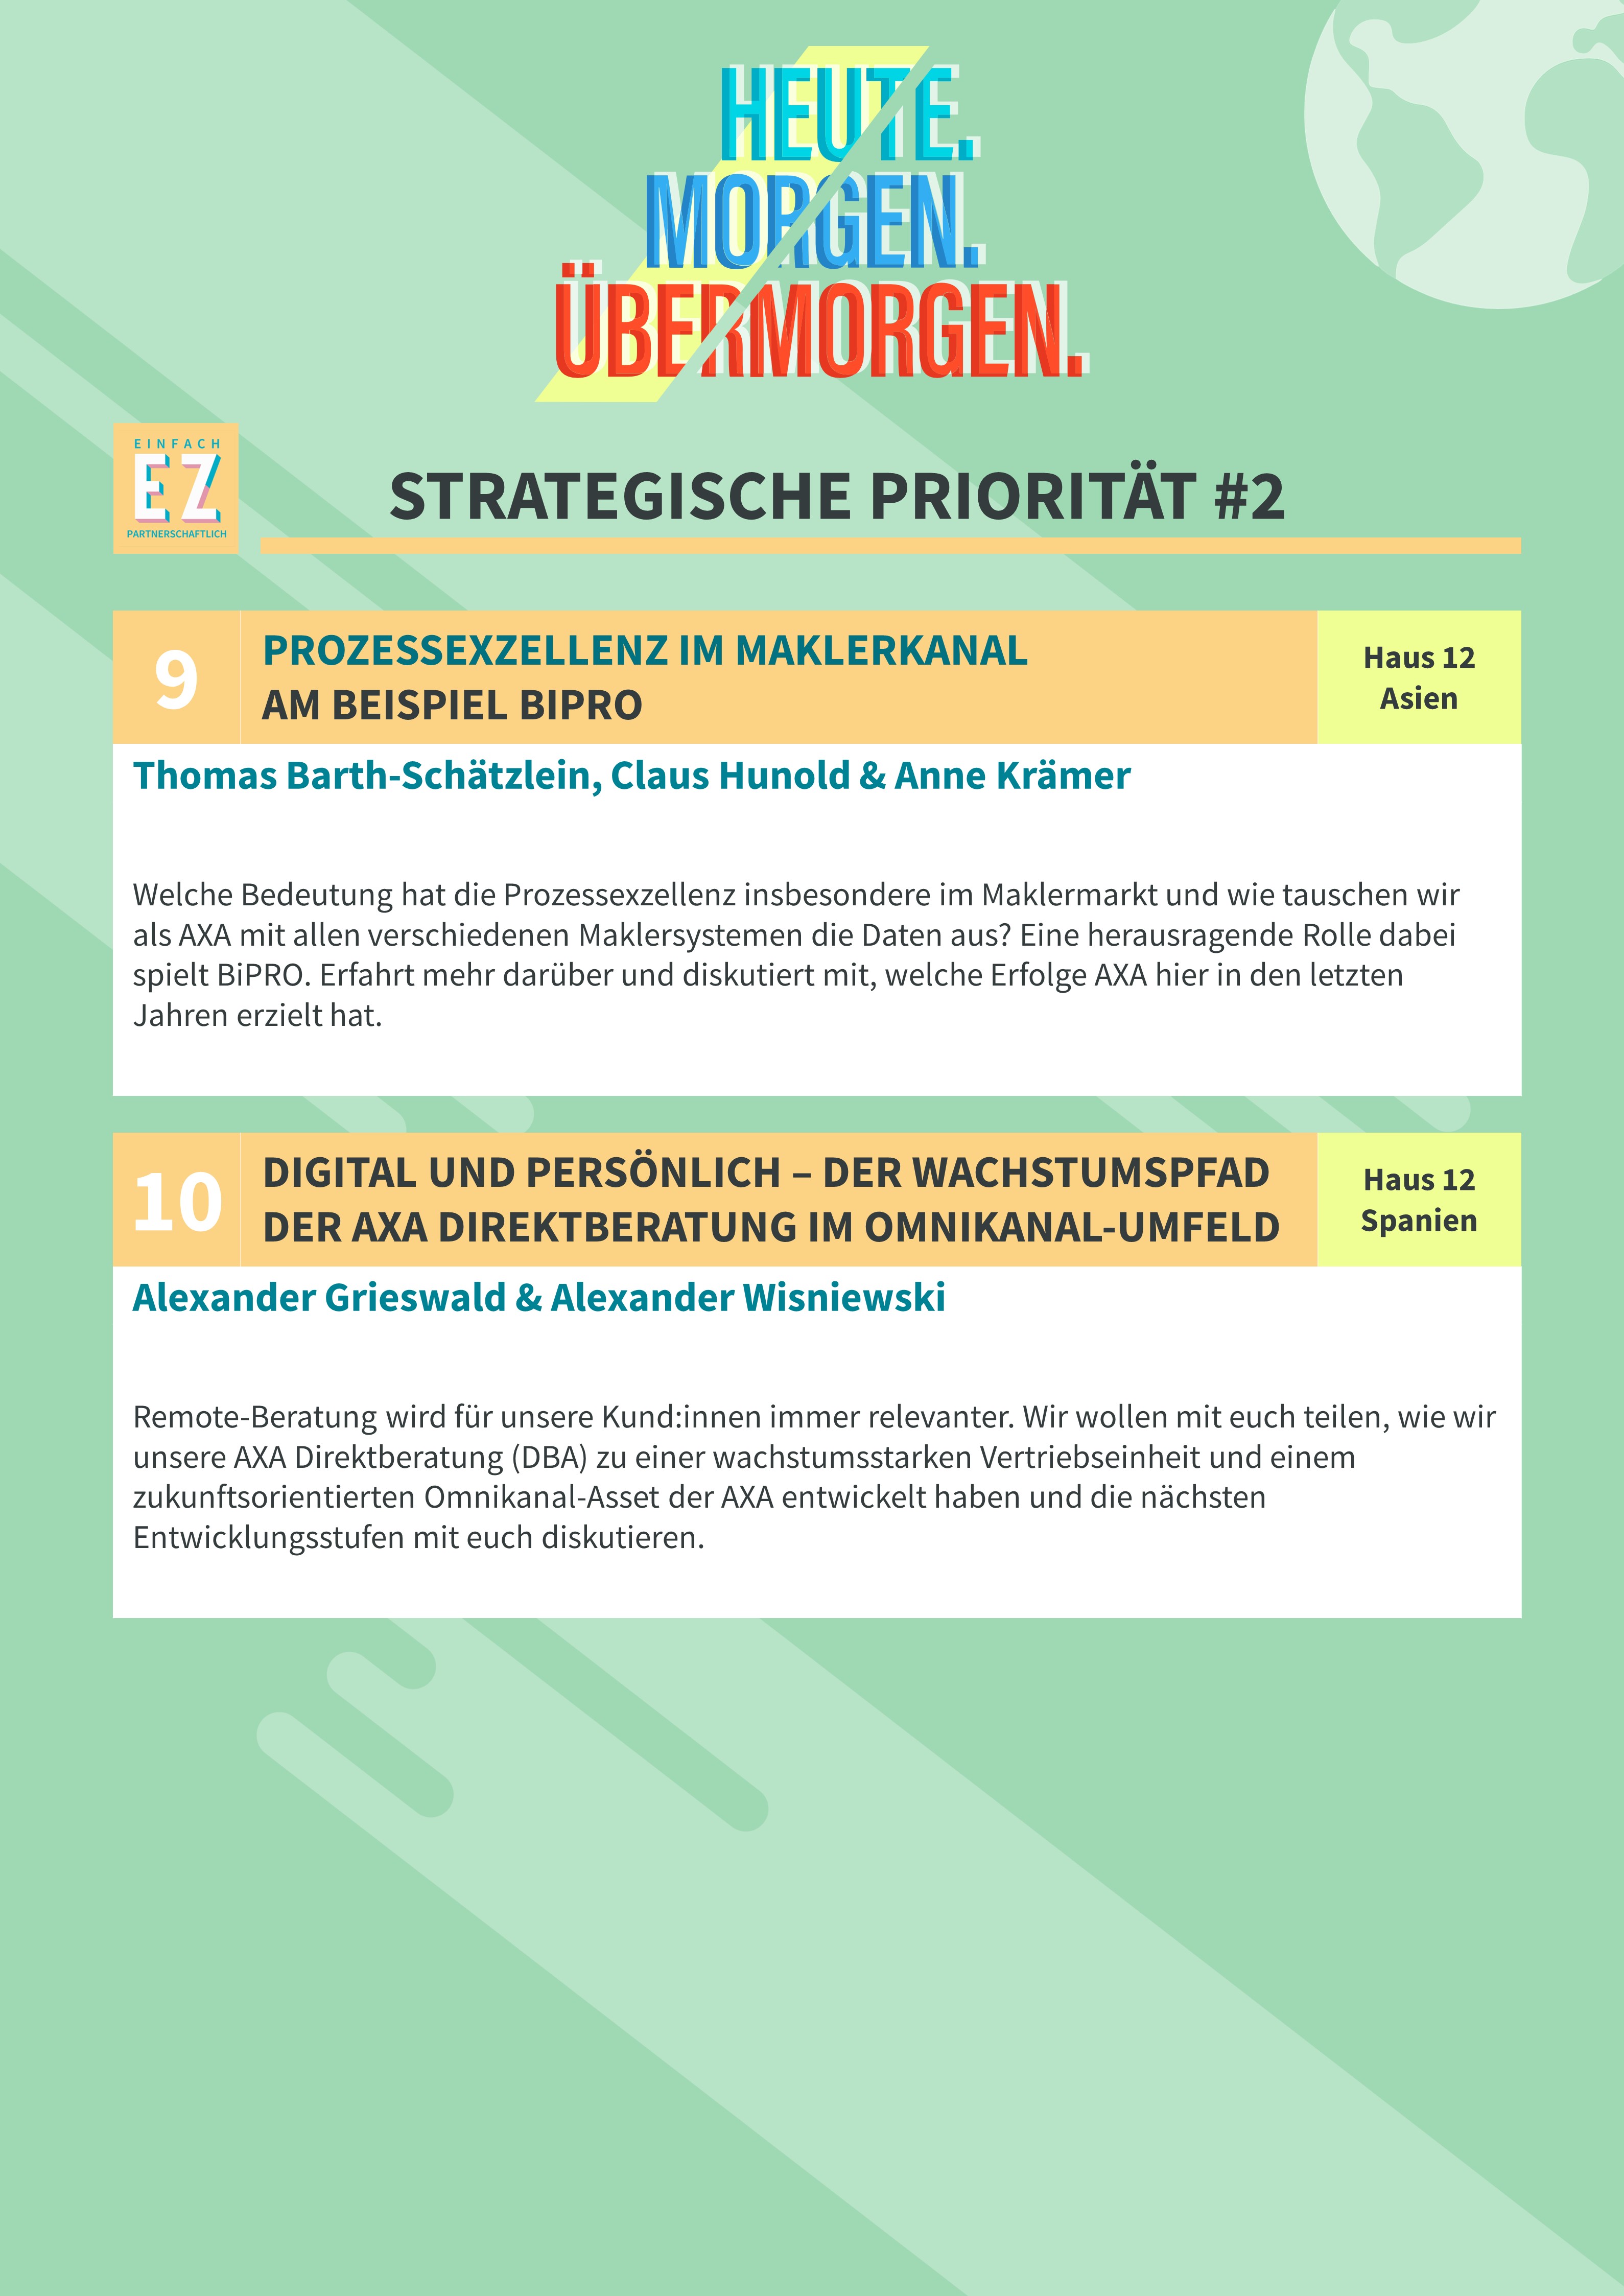 HEUTE.
MORGEN.
ÜBERMORGEN.
EINFACH
EZ
PARTNERSCHAFTLICH
STRATEGISCHE PRIORITÄT #2
9
PROZESSEXZELLENZ IM MAKLERKANAL
AM BEISPIEL BIPRO
Haus 12
Asien
Thomas Barth-Schätzlein, Claus Hunold & Anne Krämer
Welche Bedeutung hat die Prozessexzellenz insbesondere im Maklermarkt und wie tauschen wir
als AXA mit allen verschiedenen Maklersystemen die Daten aus? Eine herausragende Rolle dabei
spielt BiPRO. Erfahrt mehr darüber und diskutiert mit, welche Erfolge AXA hier in den letzten
Jahren erzielt hat.
10
DIGITAL UND PERSÖNLICH – DER WACHSTUMSPFAD
DER AXA DIREKTBERATUNG IM OMNIKANAL-UMFELD
Haus 12
Spanien
Alexander Grieswald & Alexander Wisniewski
Remote-Beratung wird für unsere Kund:innen immer relevanter. Wir wollen mit euch teilen, wie wir
unsere AXA Direktberatung (DBA) zu einer wachstumsstarken Vertriebseinheit und einem
zukunftsorientierten Omnikanal-Asset der AXA entwickelt haben und die nächsten
Entwicklungsstufen mit euch diskutieren.